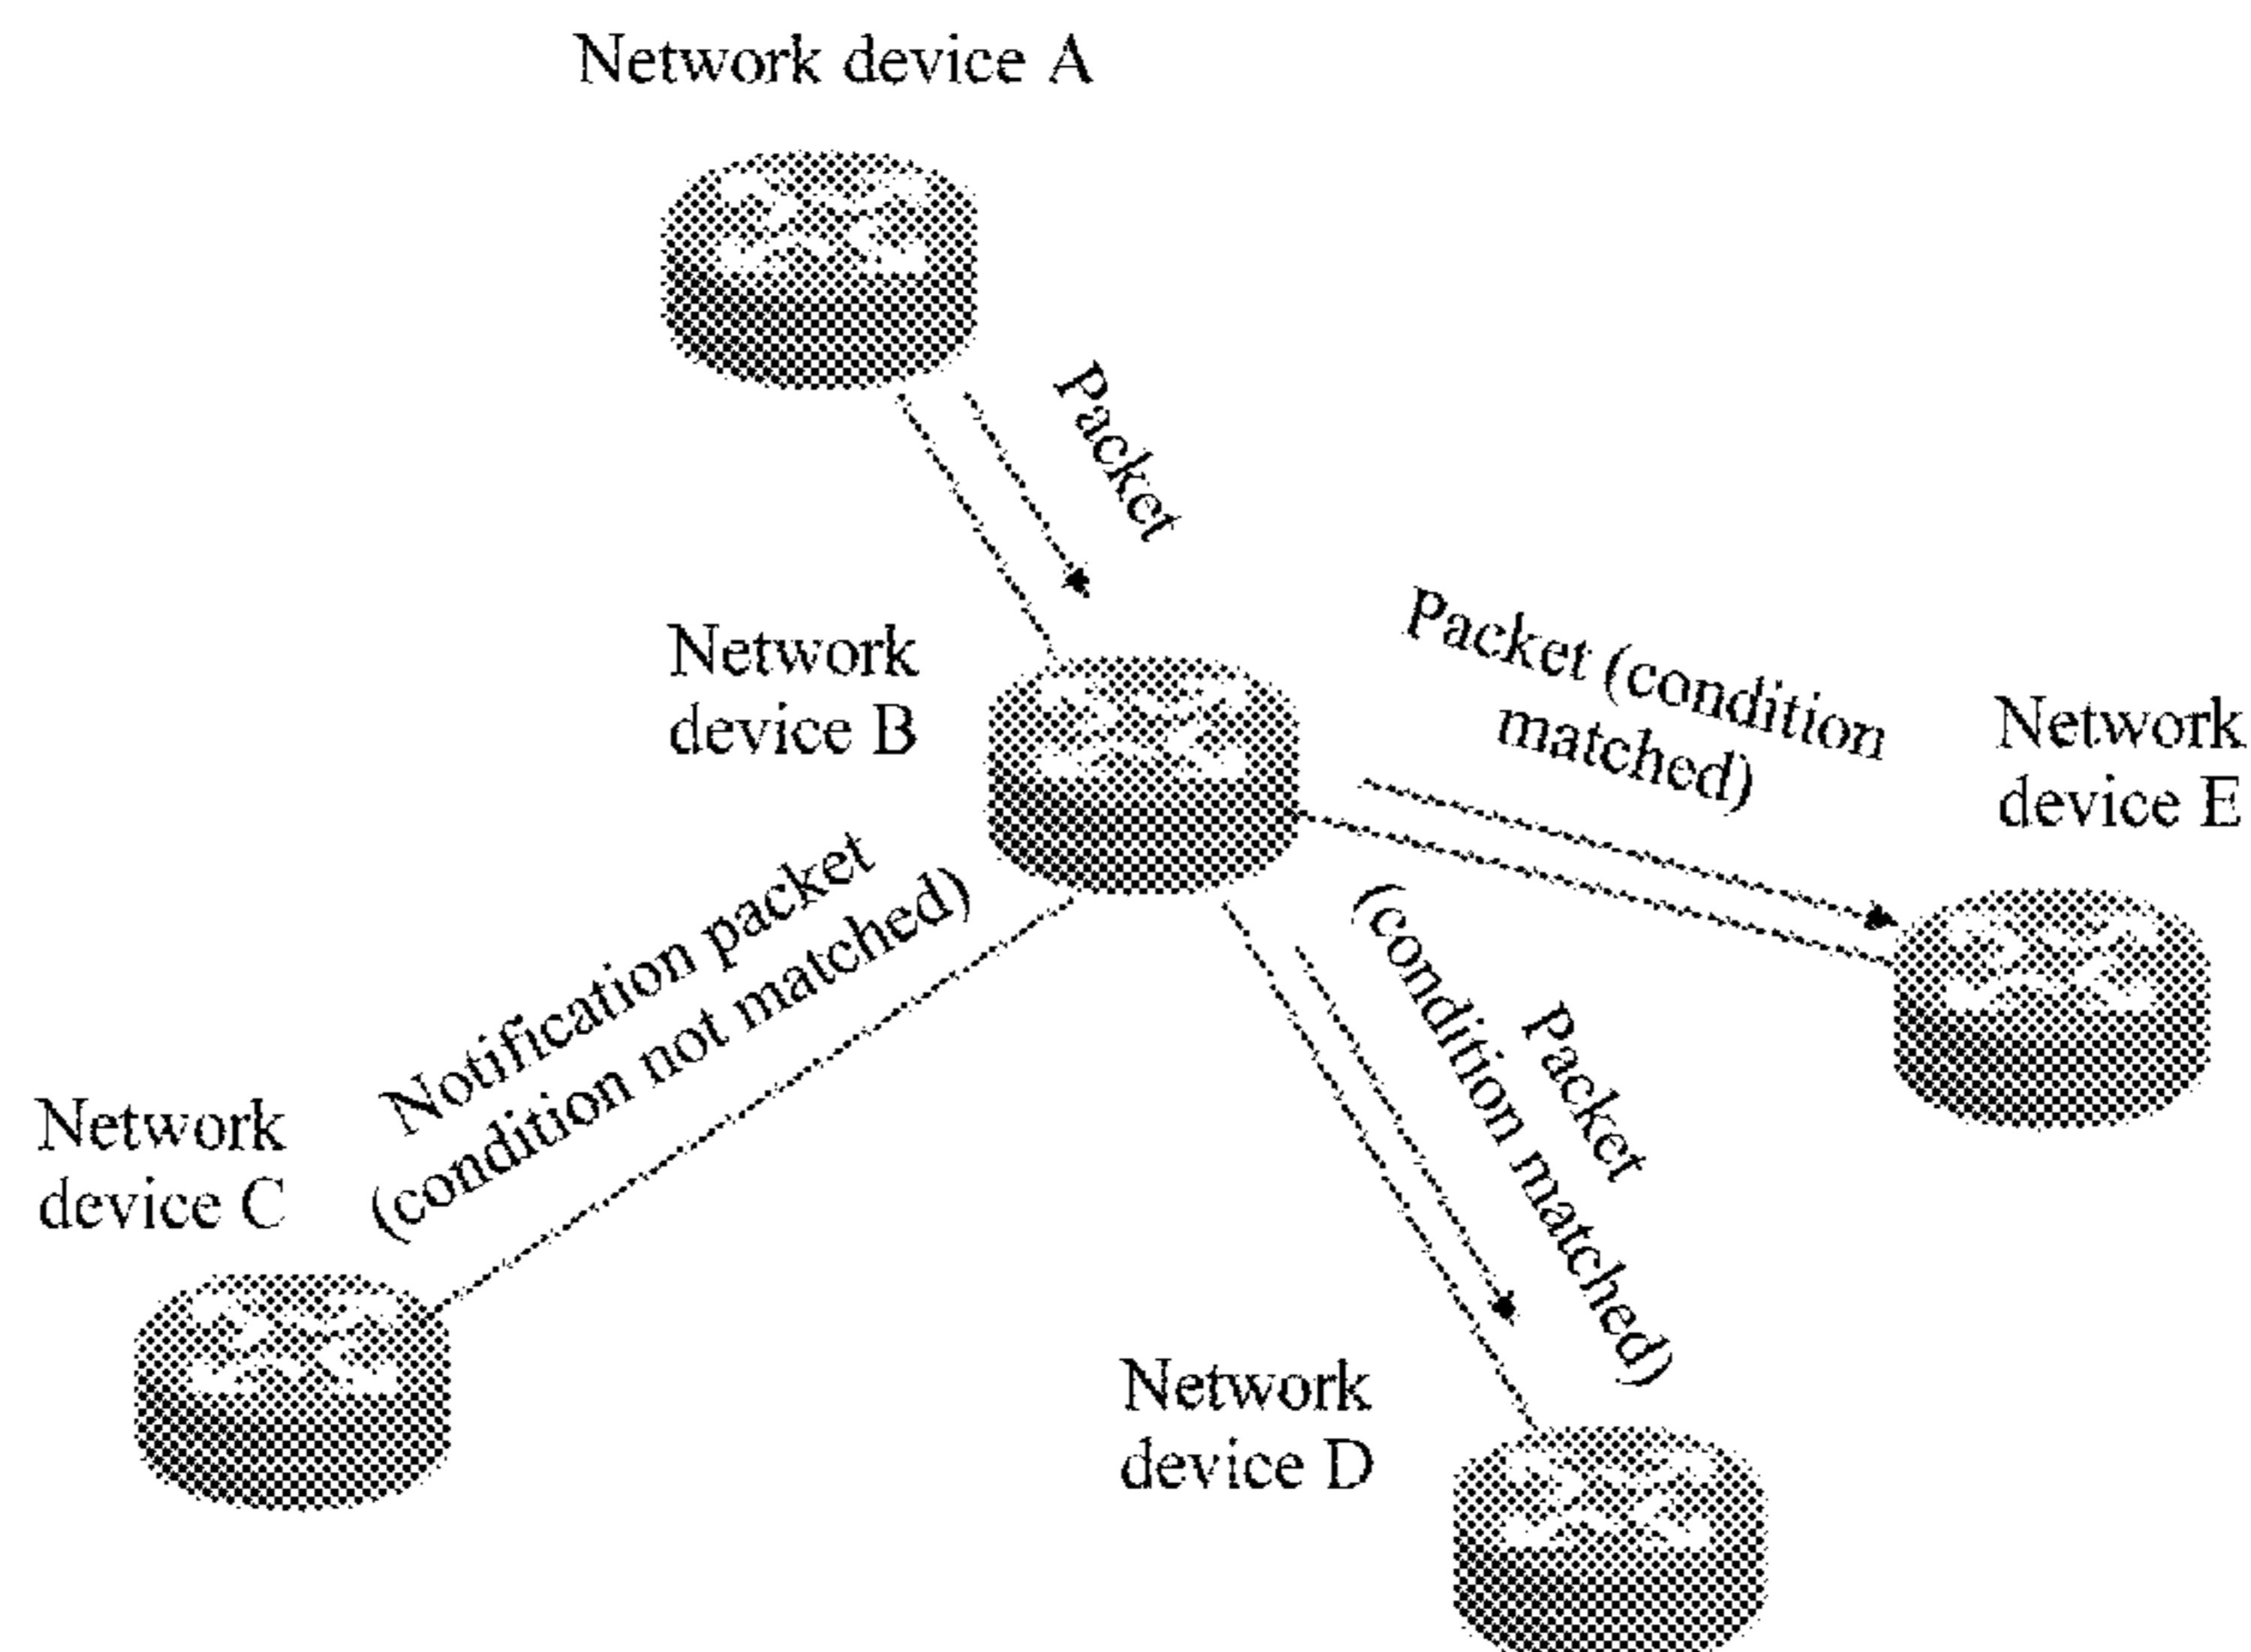 Network device A
Packet
Network
device B
Packet (condition
matched)
Network
device E
Notification packet
(condition not matched)
Packet
(condition matched)
Network
device C
Network
device D